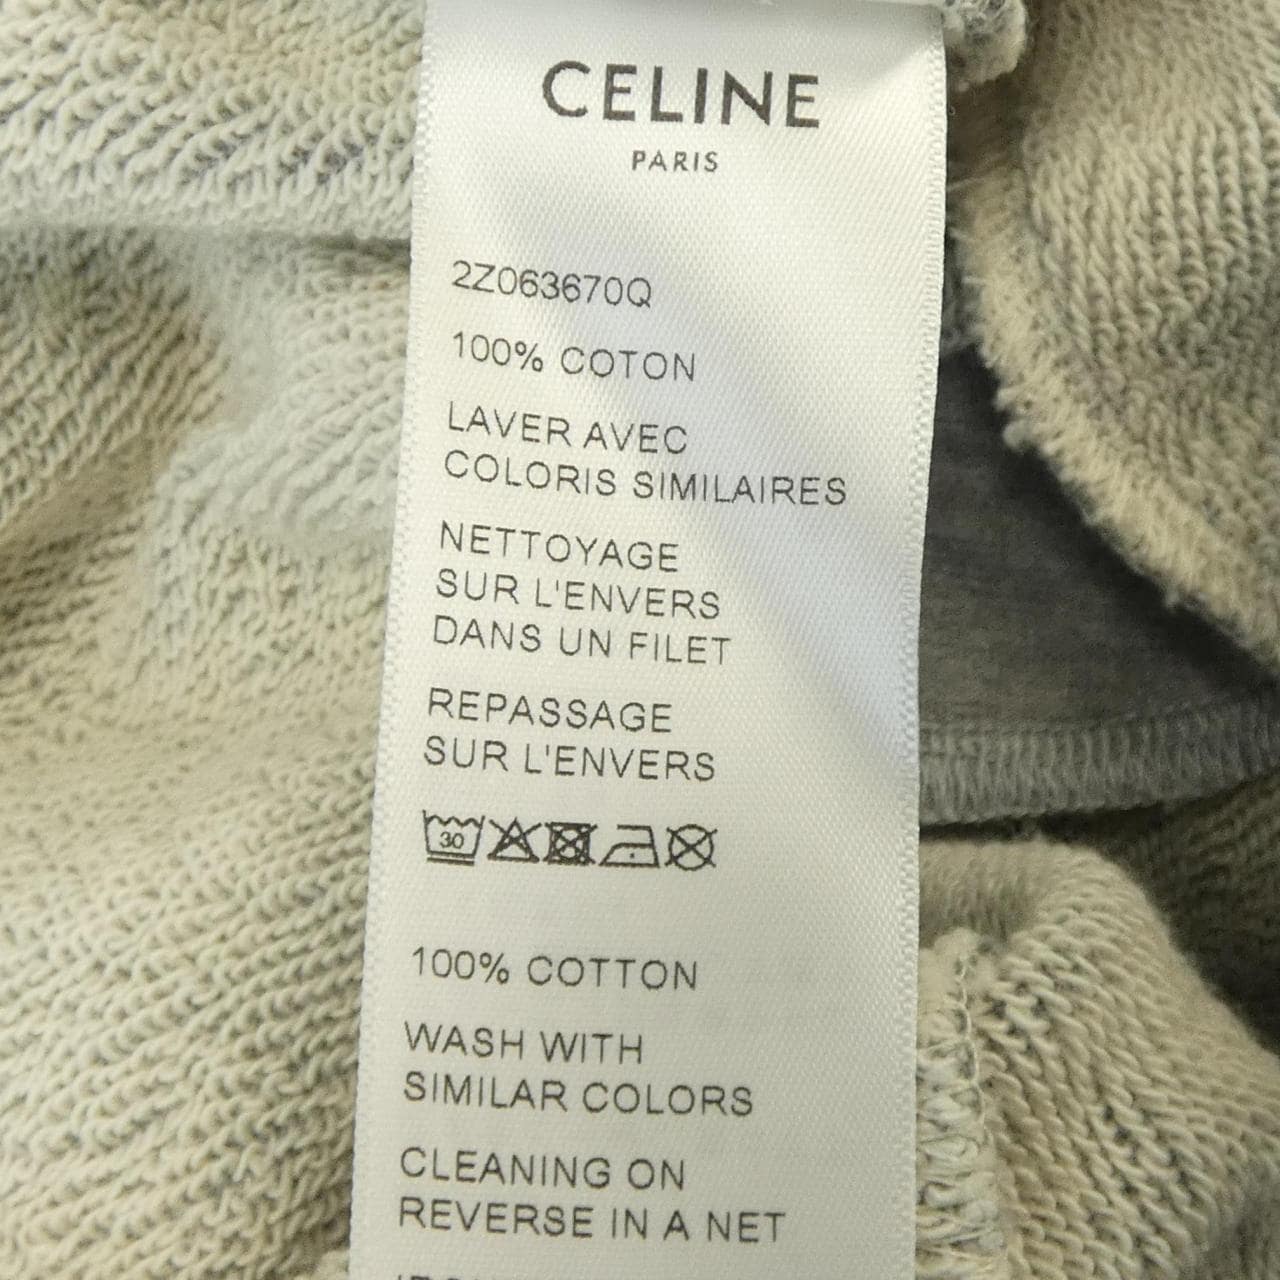 CELINE
PARIS
2Z063670Q
100% COTON
LAVER AVEC
COLORIS SIMILAIRES
NETTOYAGE
SUR L'ENVERS
DANS UN FILET
REPASSAGE
SUR L'ENVERS
30
100% COTTON
WASH WITH
SIMILAR COLORS
CLEANING ON
REVERSE IN A NET